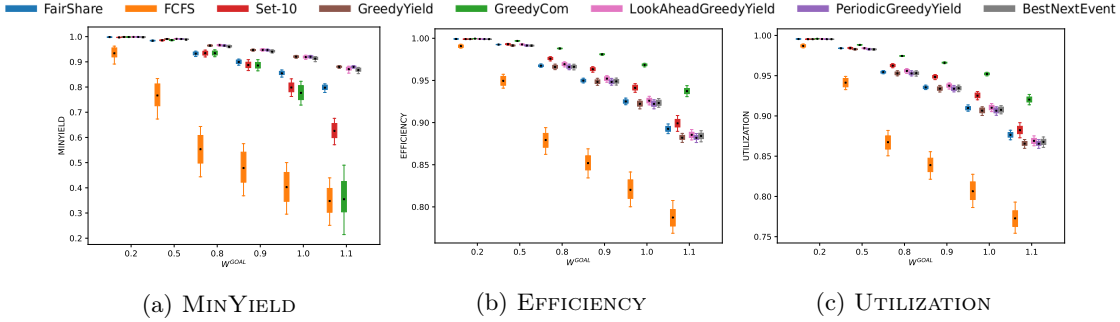 FairShare FCFS Set-10 GreedyYield GreedyCom LookAheadGreedyYield PeriodicGreedyYield BestNextEvent
MINYIELD
1.0
0.9
0.8
0.7
0.6
0.5
0.4
0.3
0.2
0.2 0.5 0.8 0.9 1.0 1.1
W^GOAL
(a) MINYIELD
EFFICIENCY
1.00
0.95
0.90
0.85
0.80
0.2 0.5 0.8 0.9 1.0 1.1
W^GOAL
(b) EFFICIENCY
UTILIZATION
1.00
0.95
0.90
0.85
0.80
0.75
0.2 0.5 0.8 0.9 1.0 1.1
W^GOAL
(c) UTILIZATION